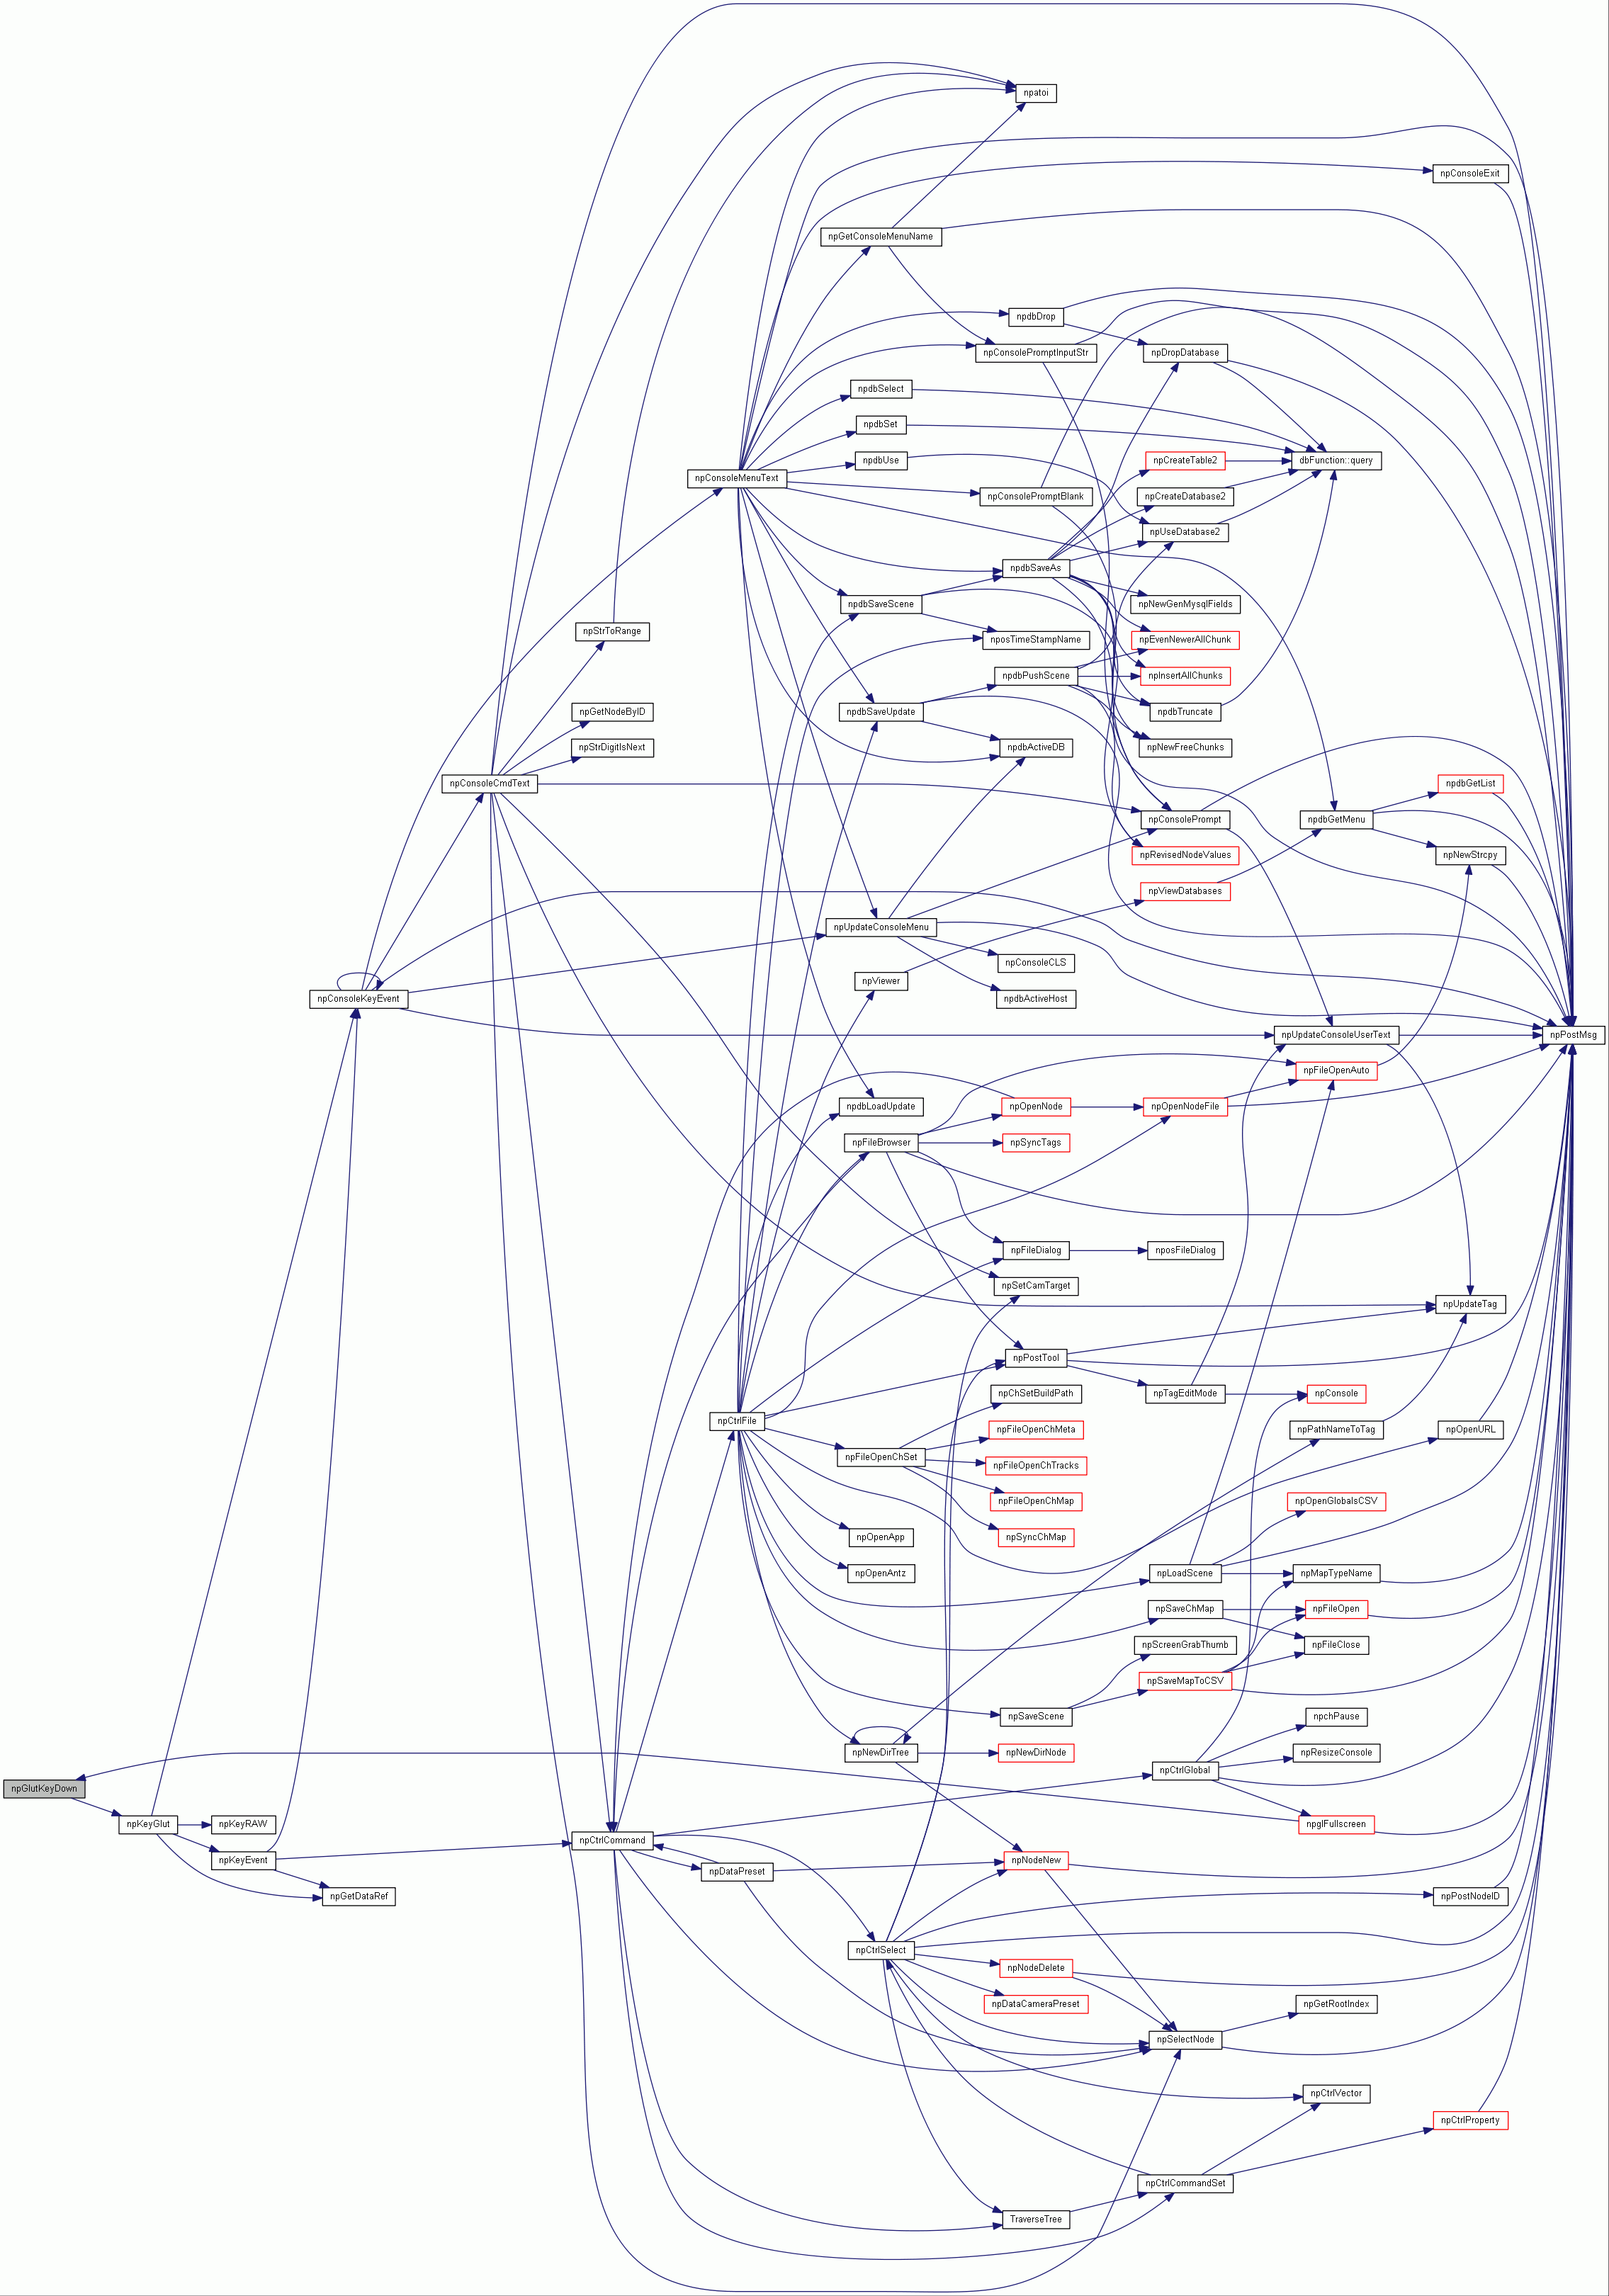 npatoi
npConsoleExit
npGetConsoleMenuName
npdbDrop
npConsolePromptInputStr
npDropDatabase
npdbSelect
npdbSet
npdbUse
npCreateTable2
dbFunction::query
npConsoleMenuText
npConsolePromptBlank
npCreateDatabase2
npUseDatabase2
npdbSaveAs
npdbSaveScene
npNewGenMysqlFields
npStrToRange
nposTimeStampName
npEvenNewerAllChunk
npdbPushScene
npInsertAllChunks
npGetNodeByID
npdbSaveUpdate
npdbTruncate
npStrDigitIsNext
npdbActiveDB
npNewFreeChunks
npConsoleCmdText
npdbGetList
npConsolePrompt
npdbGetMenu
npRevisedNodeValues
npNewStrcpy
npViewDatabases
npUpdateConsoleMenu
npConsoleCLS
npViewer
npConsoleKeyEvent
npdbActiveHost
npUpdateConsoleUserText
npPostMsg
npFileOpenAuto
npdbLoadUpdate
npOpenNode
npOpenNodeFile
npFileBrowser
npSyncTags
npFileDialog
nposFileDialog
npSetCamTarget
npUpdateTag
npPostTool
npChSetBuildPath
npTagEditMode
npConsole
npCtrlFile
npFileOpenChMeta
npPathNameToTag
npOpenURL
npFileOpenChSet
npFileOpenChTracks
npFileOpenChMap
npOpenGlobalsCSV
npOpenApp
npSyncChMap
npOpenAntz
npLoadScene
npMapTypeName
npSaveChMap
npFileOpen
npScreenGrabThumb
npFileClose
npSaveMapToCSV
npSaveScene
npchPause
npNewDirTree
npNewDirNode
npResizeConsole
npCtrlGlobal
npGlutKeyDown
npKeyGlut
npKeyRAW
npglFullscreen
npCtrlCommand
npKeyEvent
npNodeNew
npDataPreset
npGetDataRef
npPostNodeID
npCtrlSelect
npNodeDelete
npDataCameraPreset
npGetRootIndex
npSelectNode
npCtrlVector
npCtrlProperty
npCtrlCommandSet
TraverseTree